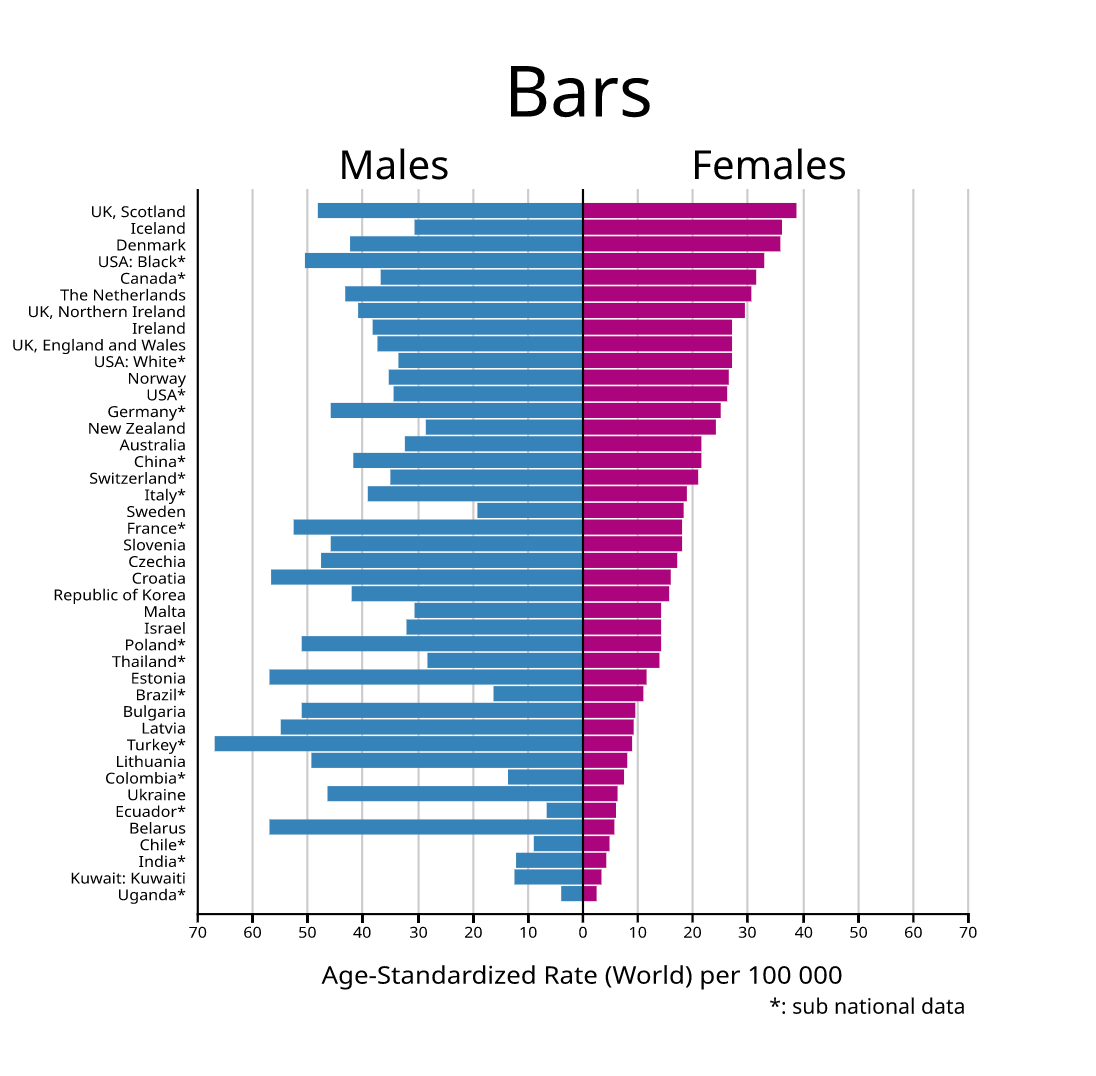 Bars
Males Females
UK, Scotland
Iceland
Denmark
USA: Black*
Canada*
The Netherlands
UK, Northern Ireland
Ireland
UK, England and Wales
USA: White*
Norway
USA*
Germany*
New Zealand
Australia
China*
Switzerland*
Italy*
Sweden
France*
Slovenia
Czechia
Croatia
Republic of Korea
Malta
Israel
Poland*
Thailand*
Estonia
Brazil*
Bulgaria
Latvia
Turkey*
Lithuania
Colombia*
Ukraine
Ecuador*
Belarus
Chile*
India*
Kuwait: Kuwaiti
Uganda*
70 60 50 40 30 20 10 0 10 20 30 40 50 60 70
Age-Standardized Rate (World) per 100 000
*: sub national data